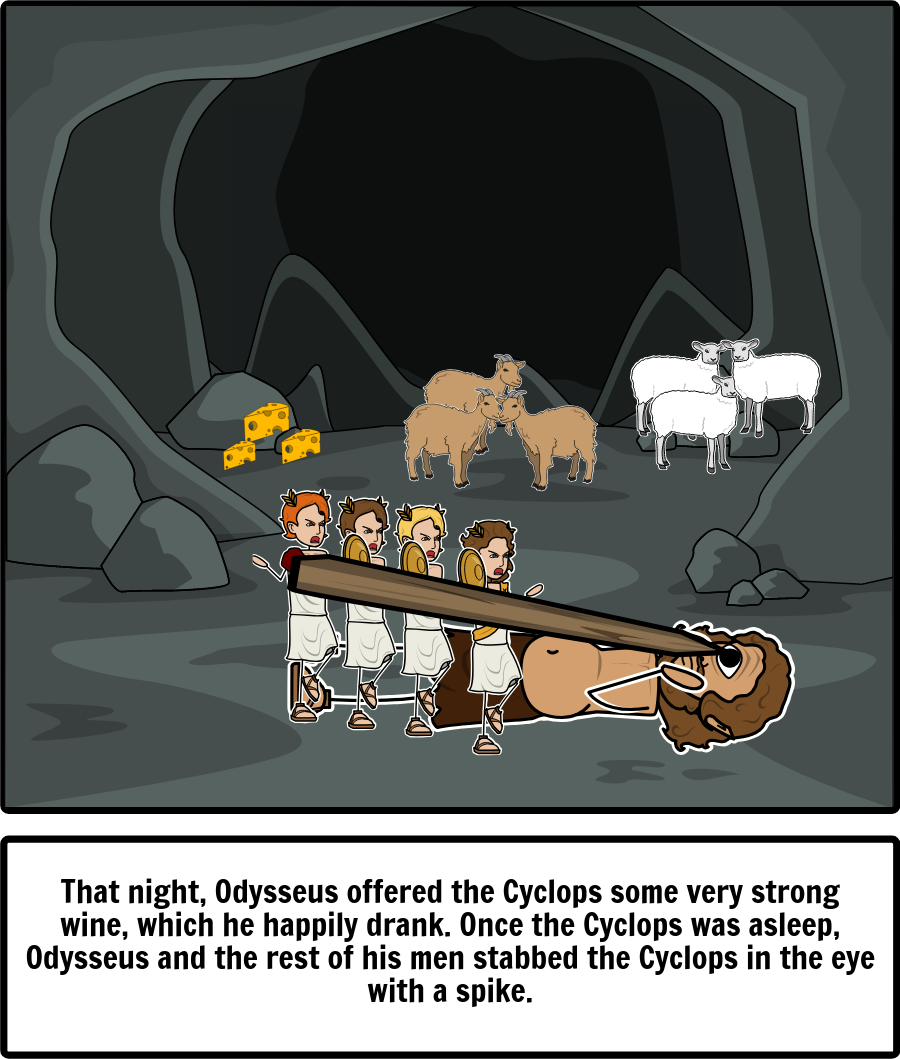 That night, Odysseus offered the Cyclops some very strong
wine, which he happily drank. Once the Cyclops was asleep,
Odysseus and the rest of his men stabbed the Cyclops in the eye
with a spike.